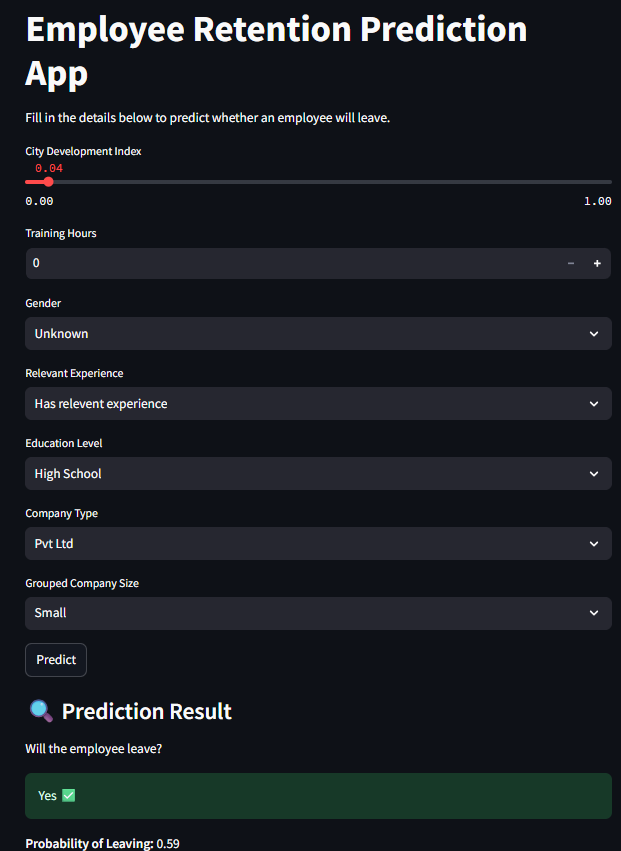 Employee Retention Prediction
App
Fill in the details below to predict whether an employee will leave.
City Development Index
0.04
0.00 1.00
Training Hours
0 − +
Gender
Unknown
Relevant Experience
Has relevent experience
Education Level
High School
Company Type
Pvt Ltd
Grouped Company Size
Small
Predict
🔍 Prediction Result
Will the employee leave?
Yes ✅
Probability of Leaving: 0.59